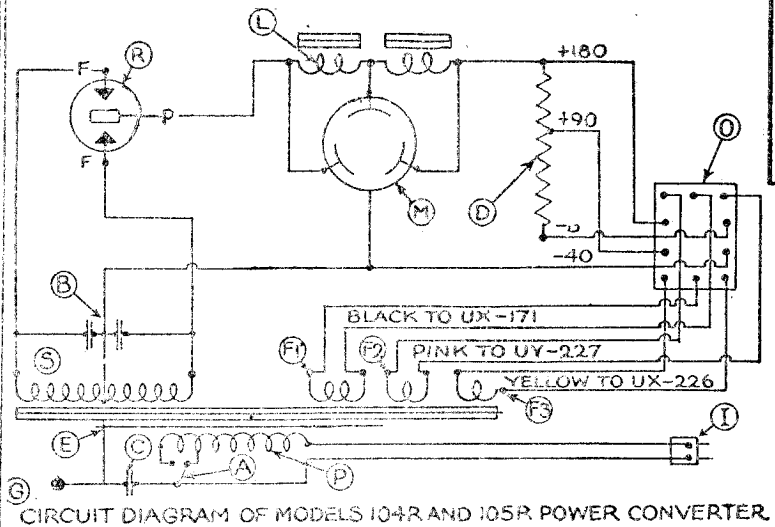 L
F
R
+180
P
+90
O
F
M
D
-40
B
BLACK TO UX-171
S
F1
F2
PINK TO UY-227
YELLOW TO UX-226
F3
E
C
I
A
P
G
CIRCUIT DIAGRAM OF MODELS 104R AND 105R POWER CONVERTER.